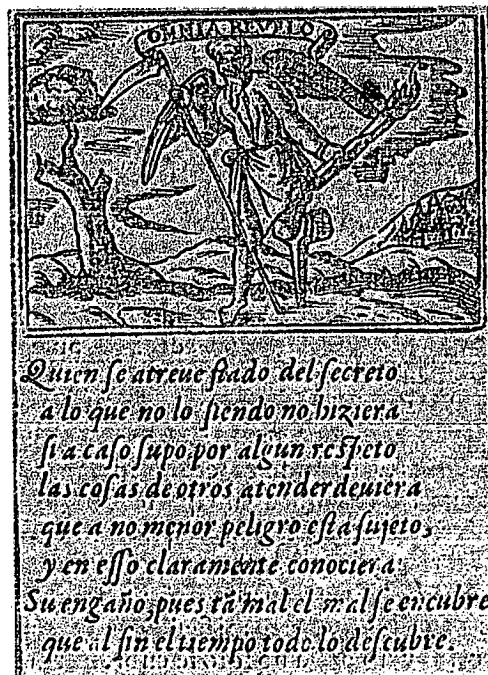 OMNIA REVELO
Quien se atreue fiado del secreto
a lo que no lo siendo no hiziera
si a caso supo por algun respeto
las cosas de otros atender deuiera
que a no menor peligro esta sujeto,
y en esso claramente conociera
Su engaño, pues tã mal el mal se encubre
que al fin el tiempo todo lo descubre.